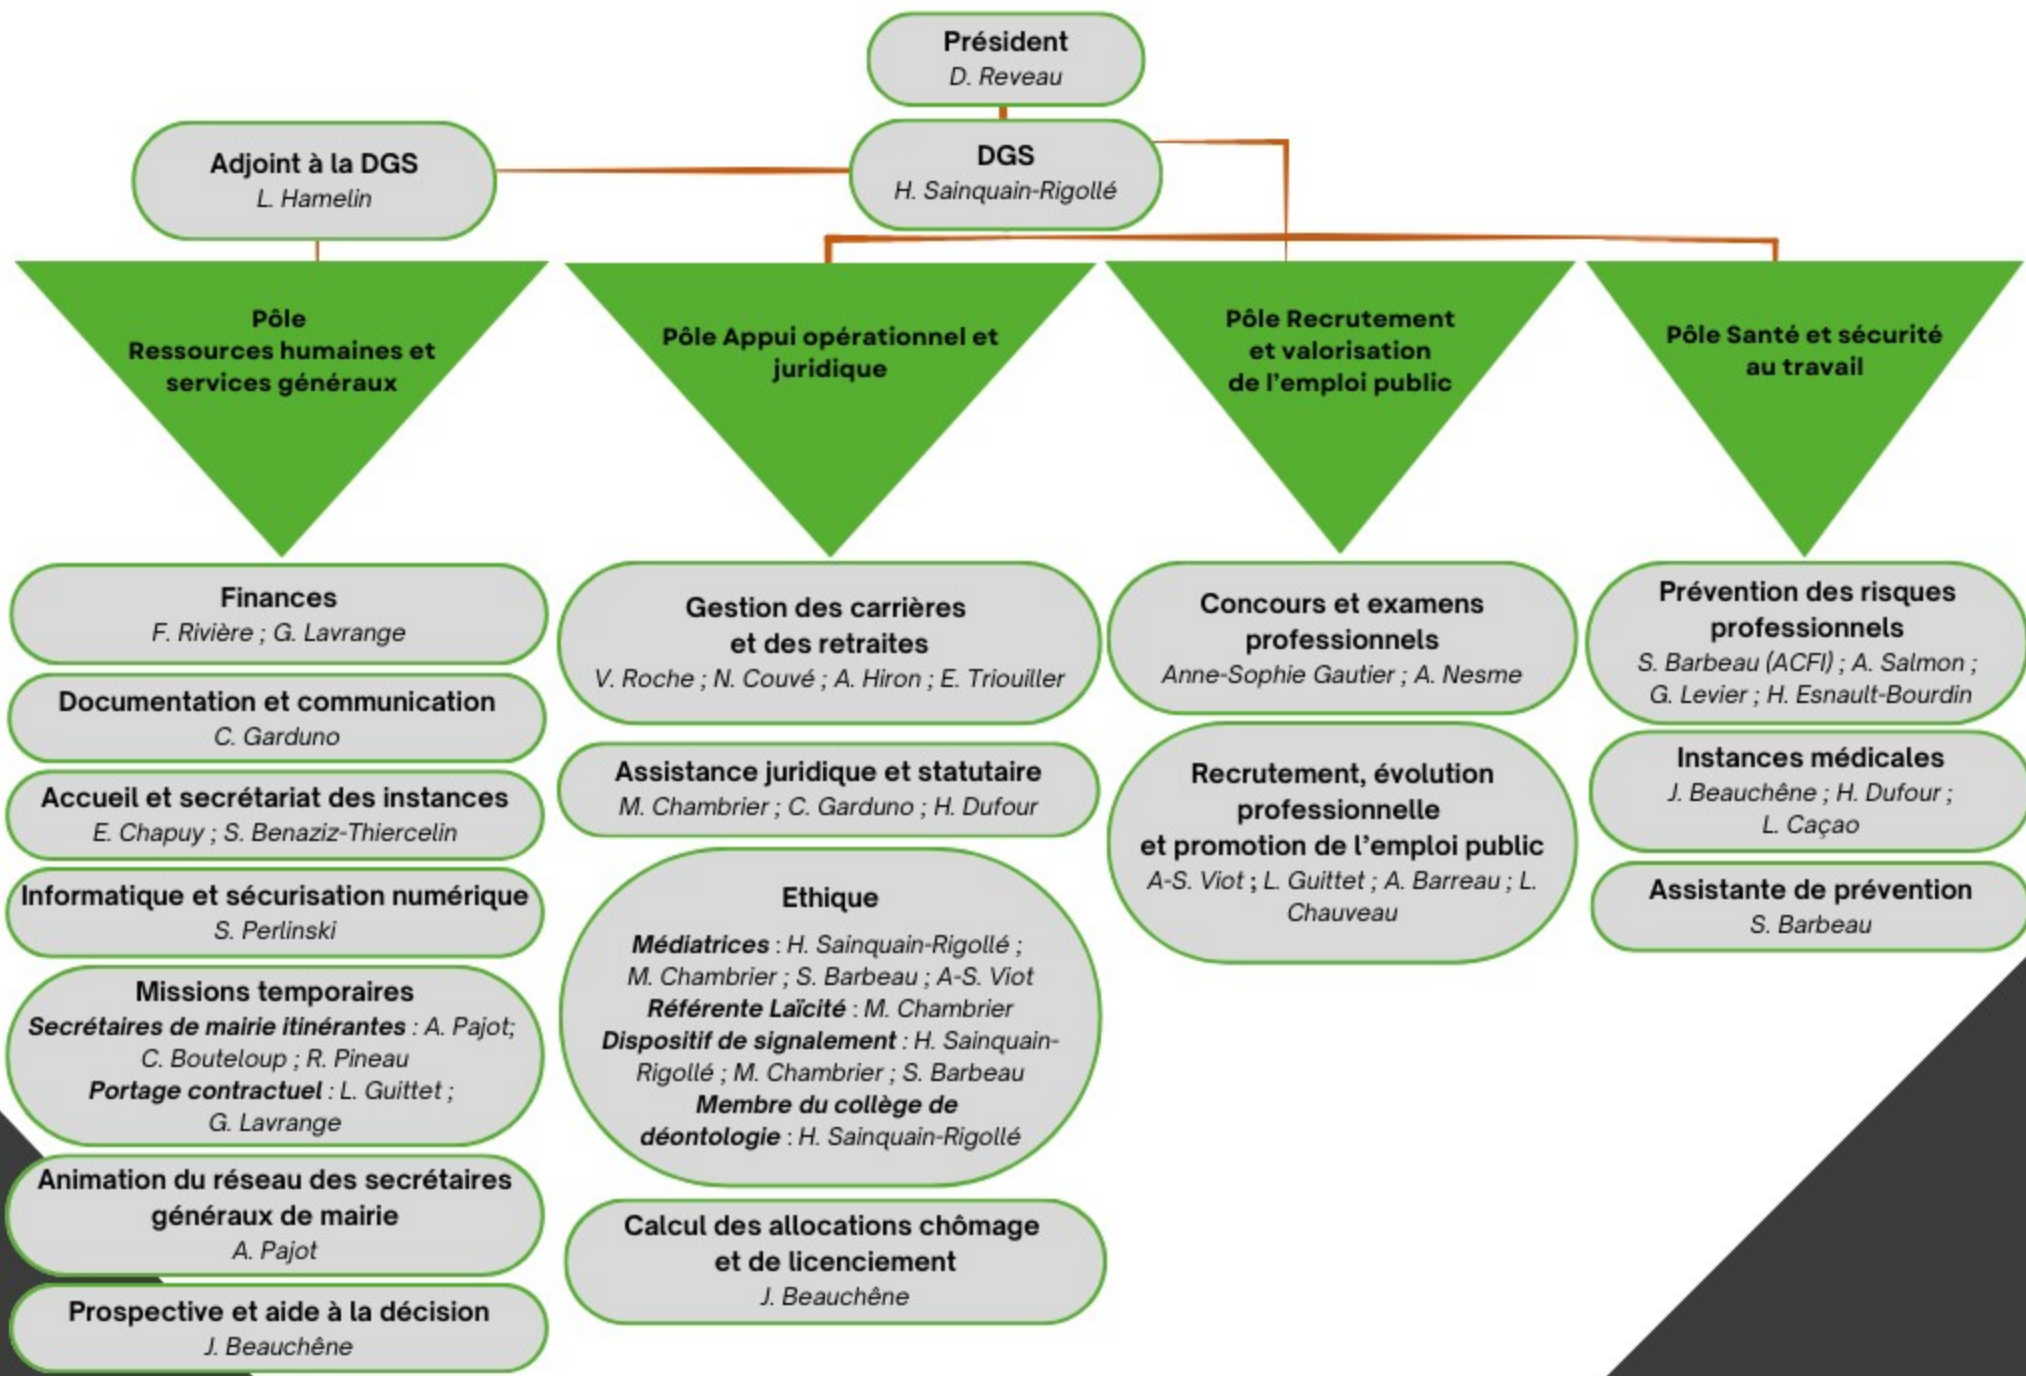 Président
D. Reveau
Adjoint à la DGS
L. Hamelin
DGS
H. Sainquain-Rigollé
Pôle
Ressources humaines et
services généraux
Finances
F. Rivière ; G. Lavrange
Documentation et communication
C. Garduno
Accueil et secrétariat des instances
E. Chapuy ; S. Benaziz-Thiercelin
Informatique et sécurisation numérique
S. Perlinski
Missions temporaires
Secrétaires de mairie itinérantes : A. Pajot;
C. Bouteloup ; R. Pineau
Portage contractuel : L. Guittet ;
G. Lavrange
Animation du réseau des secrétaires
généraux de mairie
A. Pajot
Prospective et aide à la décision
J. Beauchêne
Pôle Appui opérationnel et
juridique
Gestion des carrières
et des retraites
V. Roche ; N. Couvé ; A. Hiron ; E. Triouiller
Assistance juridique et statutaire
M. Chambrier ; C. Garduno ; H. Dufour
Ethique
Médiatrices : H. Sainquain-Rigollé ;
M. Chambrier ; S. Barbeau ; A-S. Viot
Référente Laïcité : M. Chambrier
Dispositif de signalement : H. Sainquain-
Rigollé ; M. Chambrier ; S. Barbeau
Membre du collège de
déontologie : H. Sainquain-Rigollé
Calcul des allocations chômage
et de licenciement
J. Beauchêne
Pôle Recrutement
et valorisation
de l’emploi public
Concours et examens
professionnels
Anne-Sophie Gautier ; A. Nesme
Recrutement, évolution
professionnelle
et promotion de l’emploi public
A-S. Viot ; L. Guittet ; A. Barreau ; L.
Chauveau
Pôle Santé et sécurité
au travail
Prévention des risques
professionnels
S. Barbeau (ACFI) ; A. Salmon ;
G. Levier ; H. Esnault-Bourdin
Instances médicales
J. Beauchêne ; H. Dufour ;
L. Caçao
Assistante de prévention
S. Barbeau